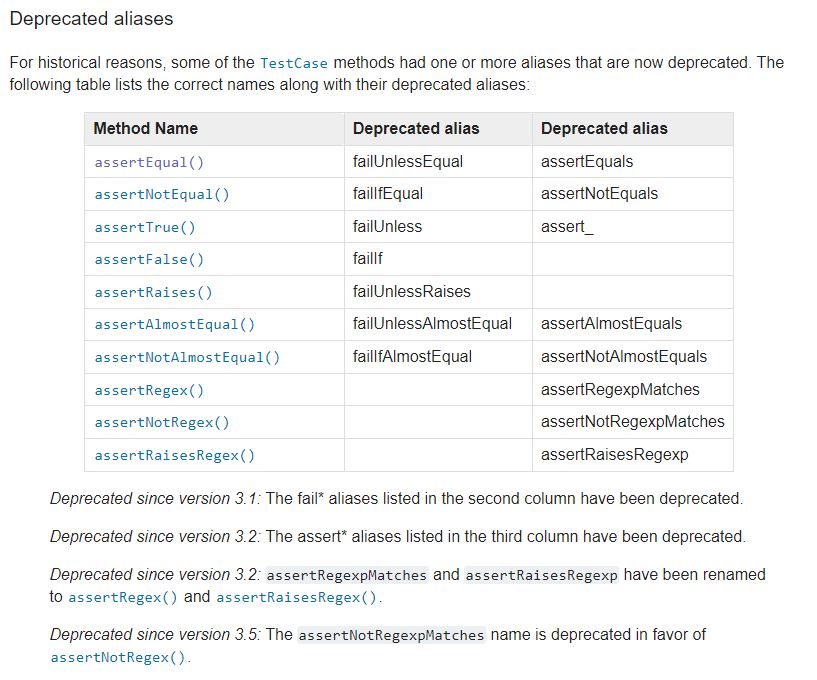 Deprecated aliases
For historical reasons, some of the TestCase methods had one or more aliases that are now deprecated. The
following table lists the correct names along with their deprecated aliases:
Method Name Deprecated alias Deprecated alias
assertEqual() failUnlessEqual assertEquals
assertNotEqual() failIfEqual assertNotEquals
assertTrue() failUnless assert_
assertFalse() failIf
assertRaises() failUnlessRaises
assertAlmostEqual() failUnlessAlmostEqual assertAlmostEquals
assertNotAlmostEqual() failIfAlmostEqual assertNotAlmostEquals
assertRegex() assertRegexpMatches
assertNotRegex() assertNotRegexpMatches
assertRaisesRegex() assertRaisesRegexp
Deprecated since version 3.1: The fail* aliases listed in the second column have been deprecated.
Deprecated since version 3.2: The assert* aliases listed in the third column have been deprecated.
Deprecated since version 3.2: assertRegexpMatches and assertRaisesRegexp have been renamed
to assertRegex() and assertRaisesRegex().
Deprecated since version 3.5: The assertNotRegexpMatches name is deprecated in favor of
assertNotRegex().